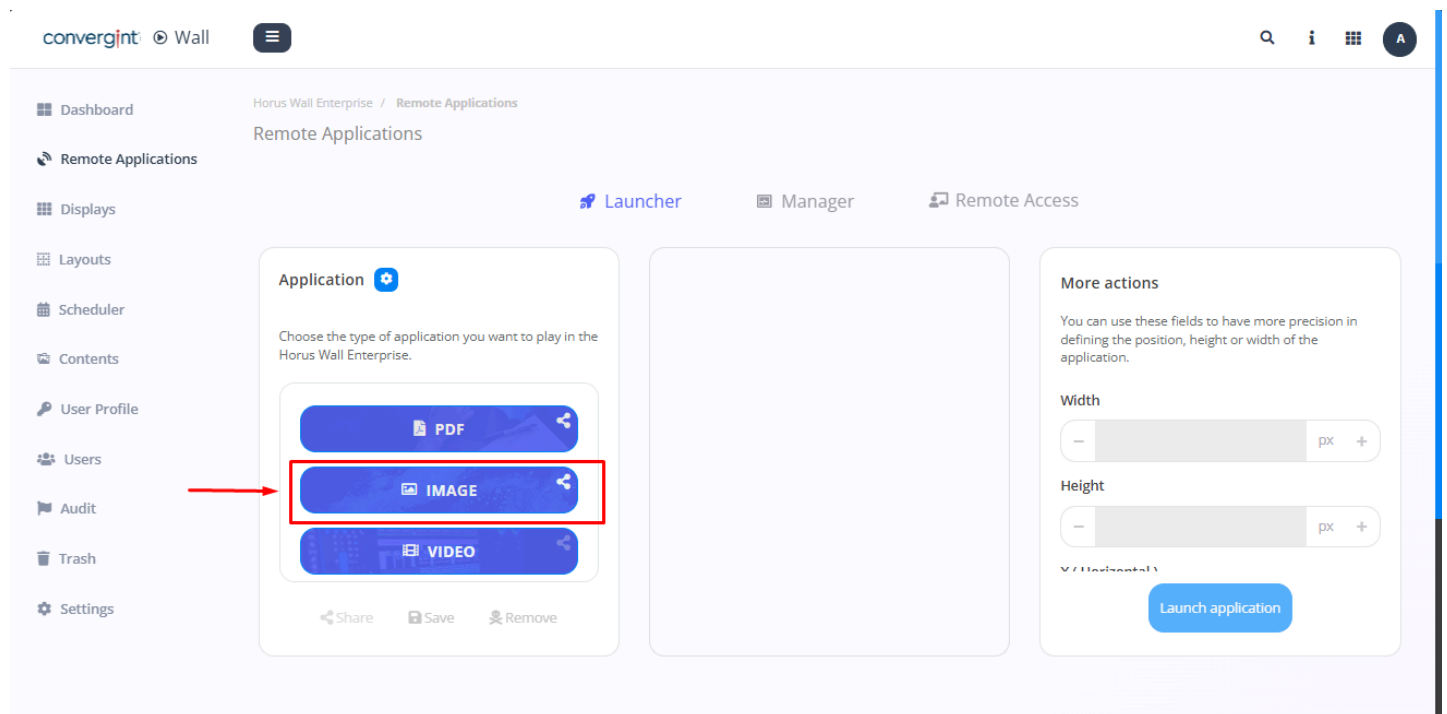 convergint Wall
A
Dashboard
Remote Applications
Displays
Layouts
Scheduler
Contents
User Profile
Users
Audit
Trash
Settings
Horus Wall Enterprise / Remote Applications
Remote Applications
Launcher
Manager
Remote Access
Application
Choose the type of application you want to play in the
Horus Wall Enterprise.
PDF
IMAGE
VIDEO
Share
Save
Remove
More actions
You can use these fields to have more precision in
defining the position, height or width of the
application.
Width
− px +
Height
− px +
X ( Horizontal )
Launch application